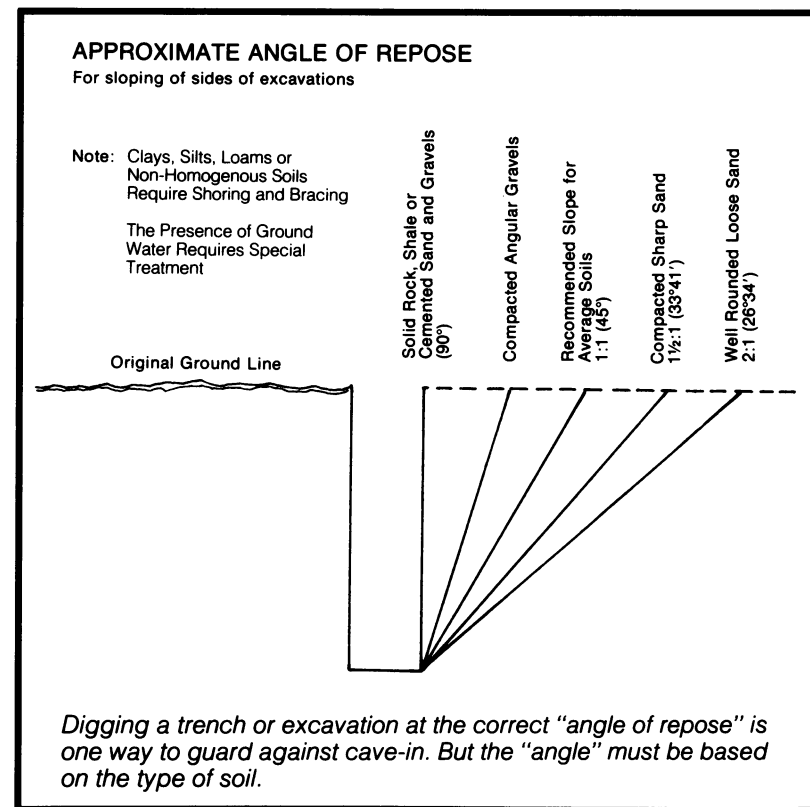 APPROXIMATE ANGLE OF REPOSE
For sloping of sides of excavations
Note: Clays, Silts, Loams or
Non-Homogenous Soils
Require Shoring and Bracing
The Presence of Ground
Water Requires Special
Treatment
Solid Rock, Shale or
Cemented Sand and Gravels
(90°)
Compacted Angular Gravels
Recommended Slope for
Average Soils
1:1 (45°)
Compacted Sharp Sand
1½:1 (33°41')
Well Rounded Loose Sand
2:1 (26°34')
Original Ground Line
Digging a trench or excavation at the correct "angle of repose" is
one way to guard against cave-in. But the "angle" must be based
on the type of soil.